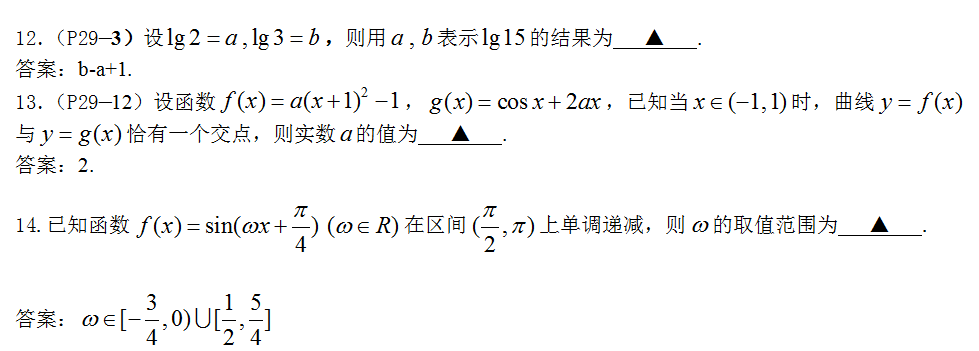 12.（P29—3）设lg2=a,lg3=b，则用a,b表示lg15的结果为 ▲ .
答案：b-a+1.
13.（P29—12）设函数f(x)=a(x+1)²-1，g(x)=cosx+2ax，已知当x∈(-1,1)时，曲线y=f(x)
与y=g(x)恰有一个交点，则实数a的值为 ▲ .
答案：2.
14.已知函数f(x)=sin(ωx+π/4)(ω∈R)在区间(π/2,π)上单调递减，则ω的取值范围为 ▲ .
答案：ω∈[-3/4,0)∪[1/2,5/4]